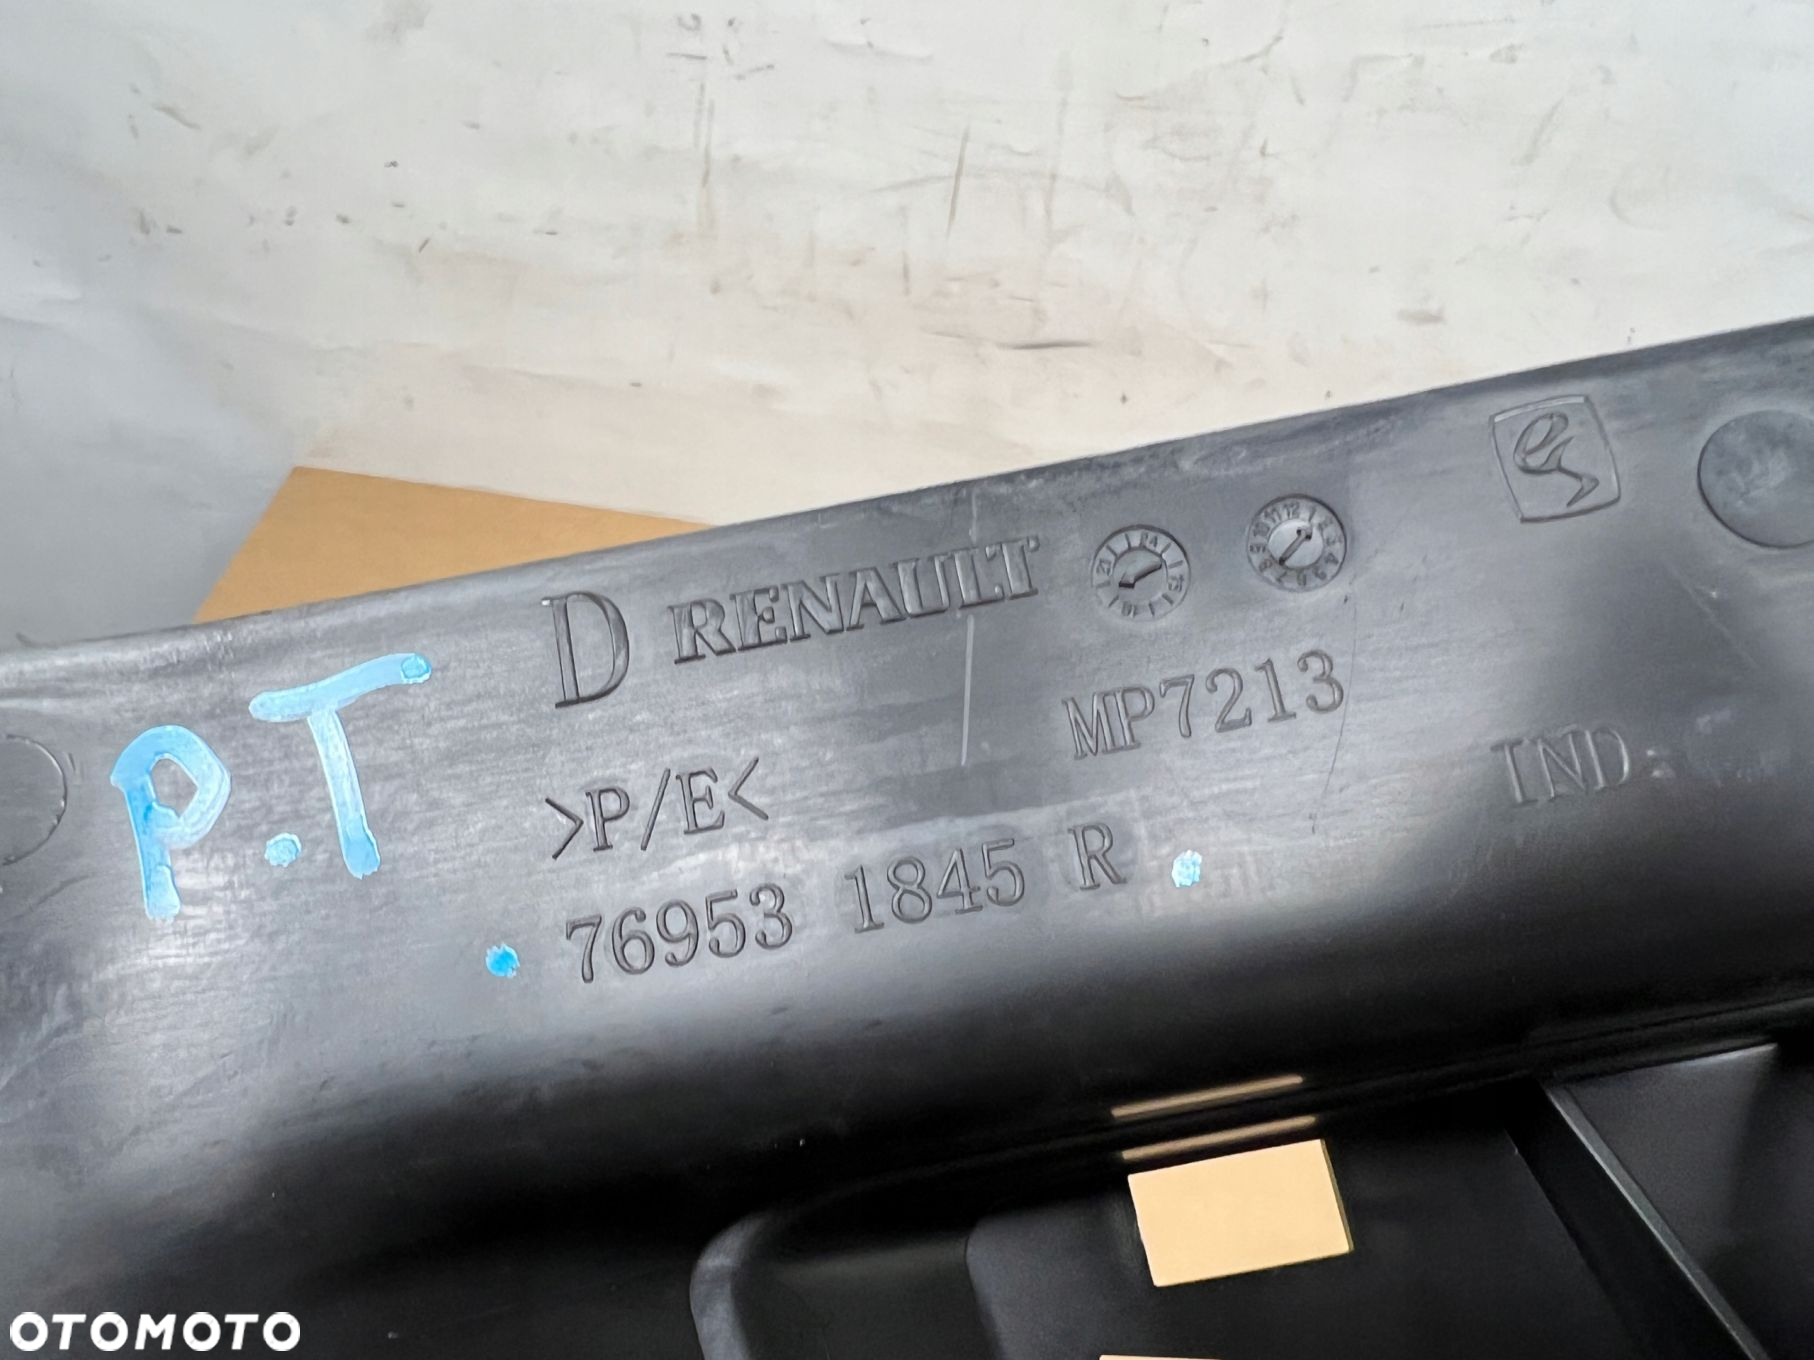 D RENAULT
MP7213
IND
>P/E<
76953 1845 R
P.T
OTOMOTO